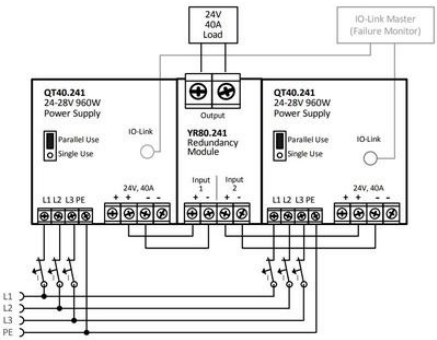 24V
40A
Load
IO-Link Master
(Failure Monitor)
QT40.241
24-28V 960W
Power Supply
Parallel Use
Single Use
IO-Link
L1 L2 L3 PE
24V, 40A
+ + - -
Output
YR80.241
Redundancy
Module
Input
1
Input
2
+ - + -
QT40.241
24-28V 960W
Power Supply
Parallel Use
Single Use
IO-Link
L1 L2 L3 PE
24V, 40A
+ + - -
L1
L2
L3
PE